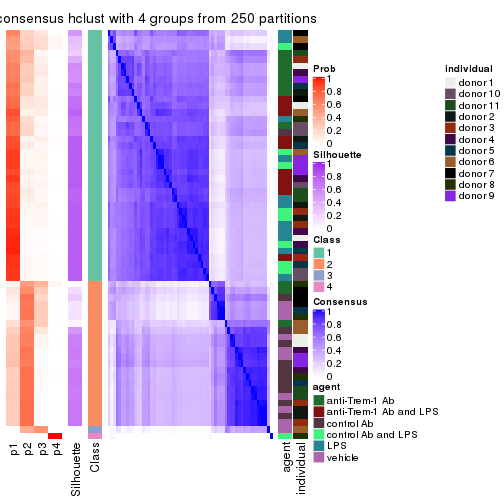 consensus hclust with 4 groups from 250 partitions
Prob
1
0.8
0.6
0.4
0.2
0
Silhouette
1
0.8
0.6
0.4
0.2
0
Class
1
2
3
4
Consensus
1
0.8
0.6
0.4
0.2
0
agent
anti-Trem-1 Ab
anti-Trem-1 Ab and LPS
control Ab
control Ab and LPS
LPS
vehicle
individual
donor 1
donor 10
donor 11
donor 2
donor 3
donor 4
donor 5
donor 6
donor 7
donor 8
donor 9
p1
p2
p3
p4
Silhouette
Class
agent
individual